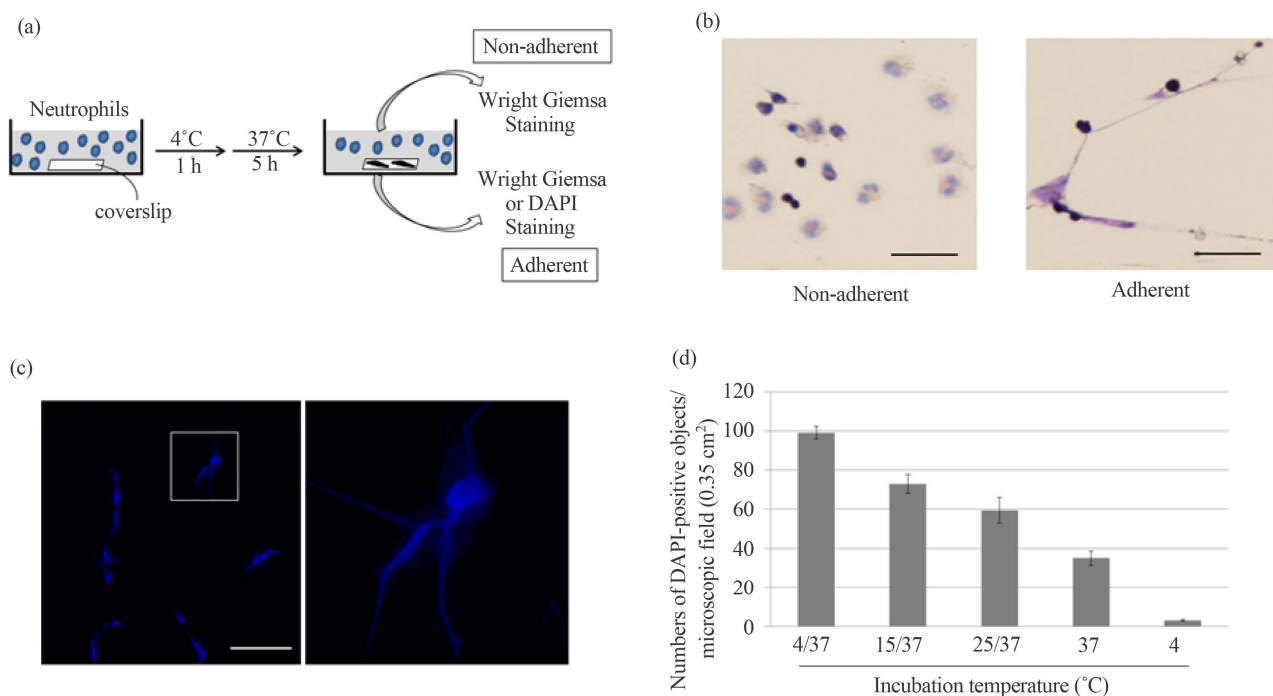 (a)
Non-adherent
Neutrophils
4˚C
1 h
37˚C
5 h
coverslip
Wright Giemsa
Staining
Wright Giemsa
or DAPI
Staining
Adherent
(b)
Non-adherent
Adherent
(c)
(d)
Numbers of DAPI-positive objects/
microscopic field (0.35 cm²)
120
100
80
60
40
20
0
4/37 15/37 25/37 37 4
Incubation temperature (˚C)